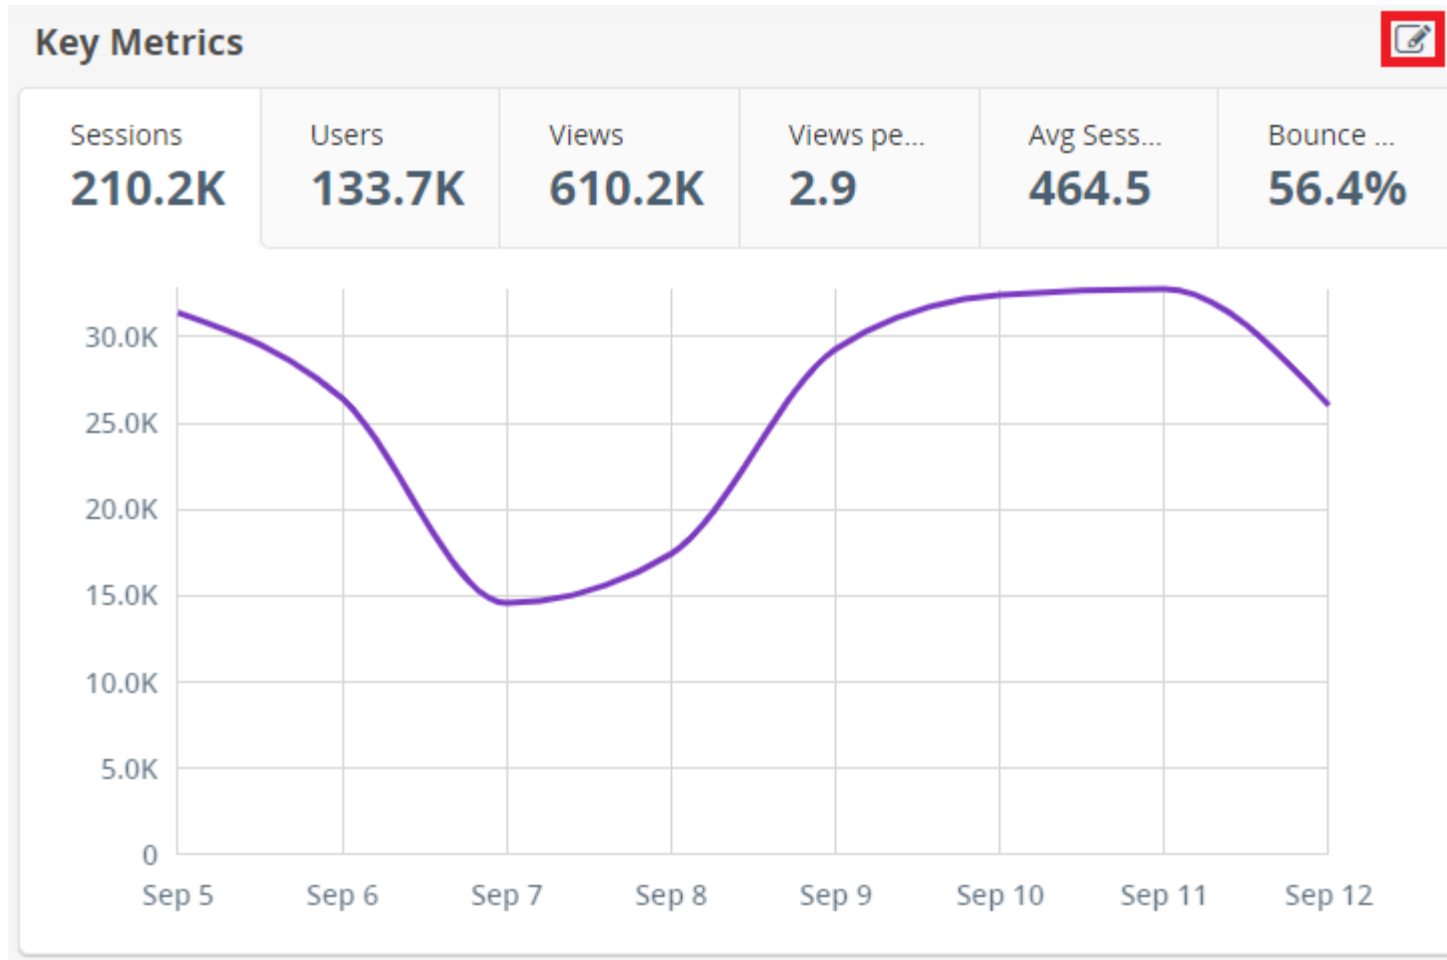 Key Metrics
Sessions
210.2K
Users
133.7K
Views
610.2K
Views pe...
2.9
Avg Sess...
464.5
Bounce ...
56.4%
30.0K
25.0K
20.0K
15.0K
10.0K
5.0K
0
Sep 5 Sep 6 Sep 7 Sep 8 Sep 9 Sep 10 Sep 11 Sep 12